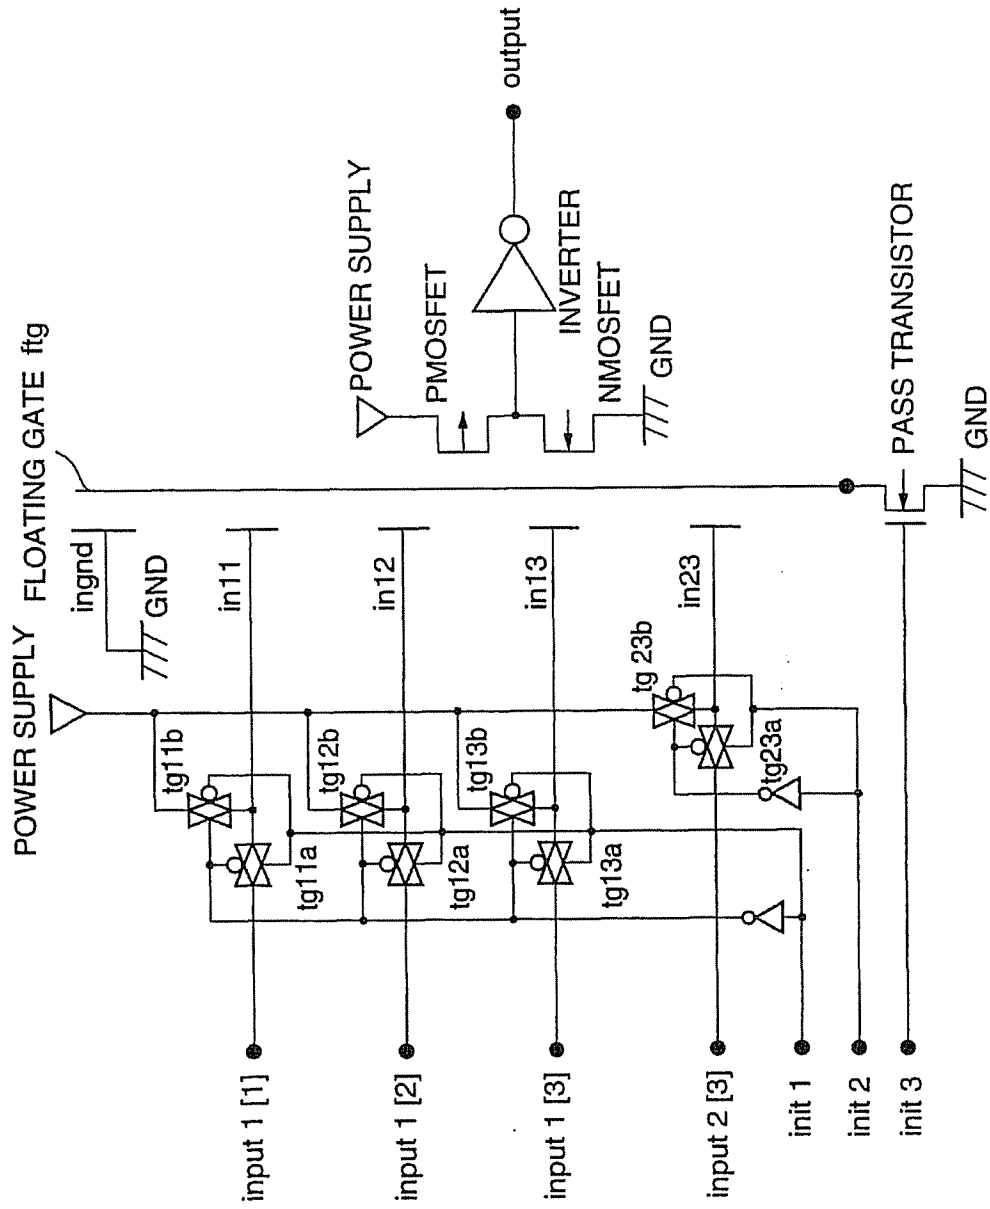 POWER SUPPLY
FLOATING GATE ftg
ingnd
GND
POWER SUPPLY
PMOSFET
INVERTER
output
NMOSFET
GND
tg11b
in11
tg11a
input 1 [1]
tg12b
in12
tg12a
input 1 [2]
tg13b
in13
tg13a
input 1 [3]
tg 23b
in23
tg23a
input 2 [3]
init 1
init 2
init 3
PASS TRANSISTOR
GND